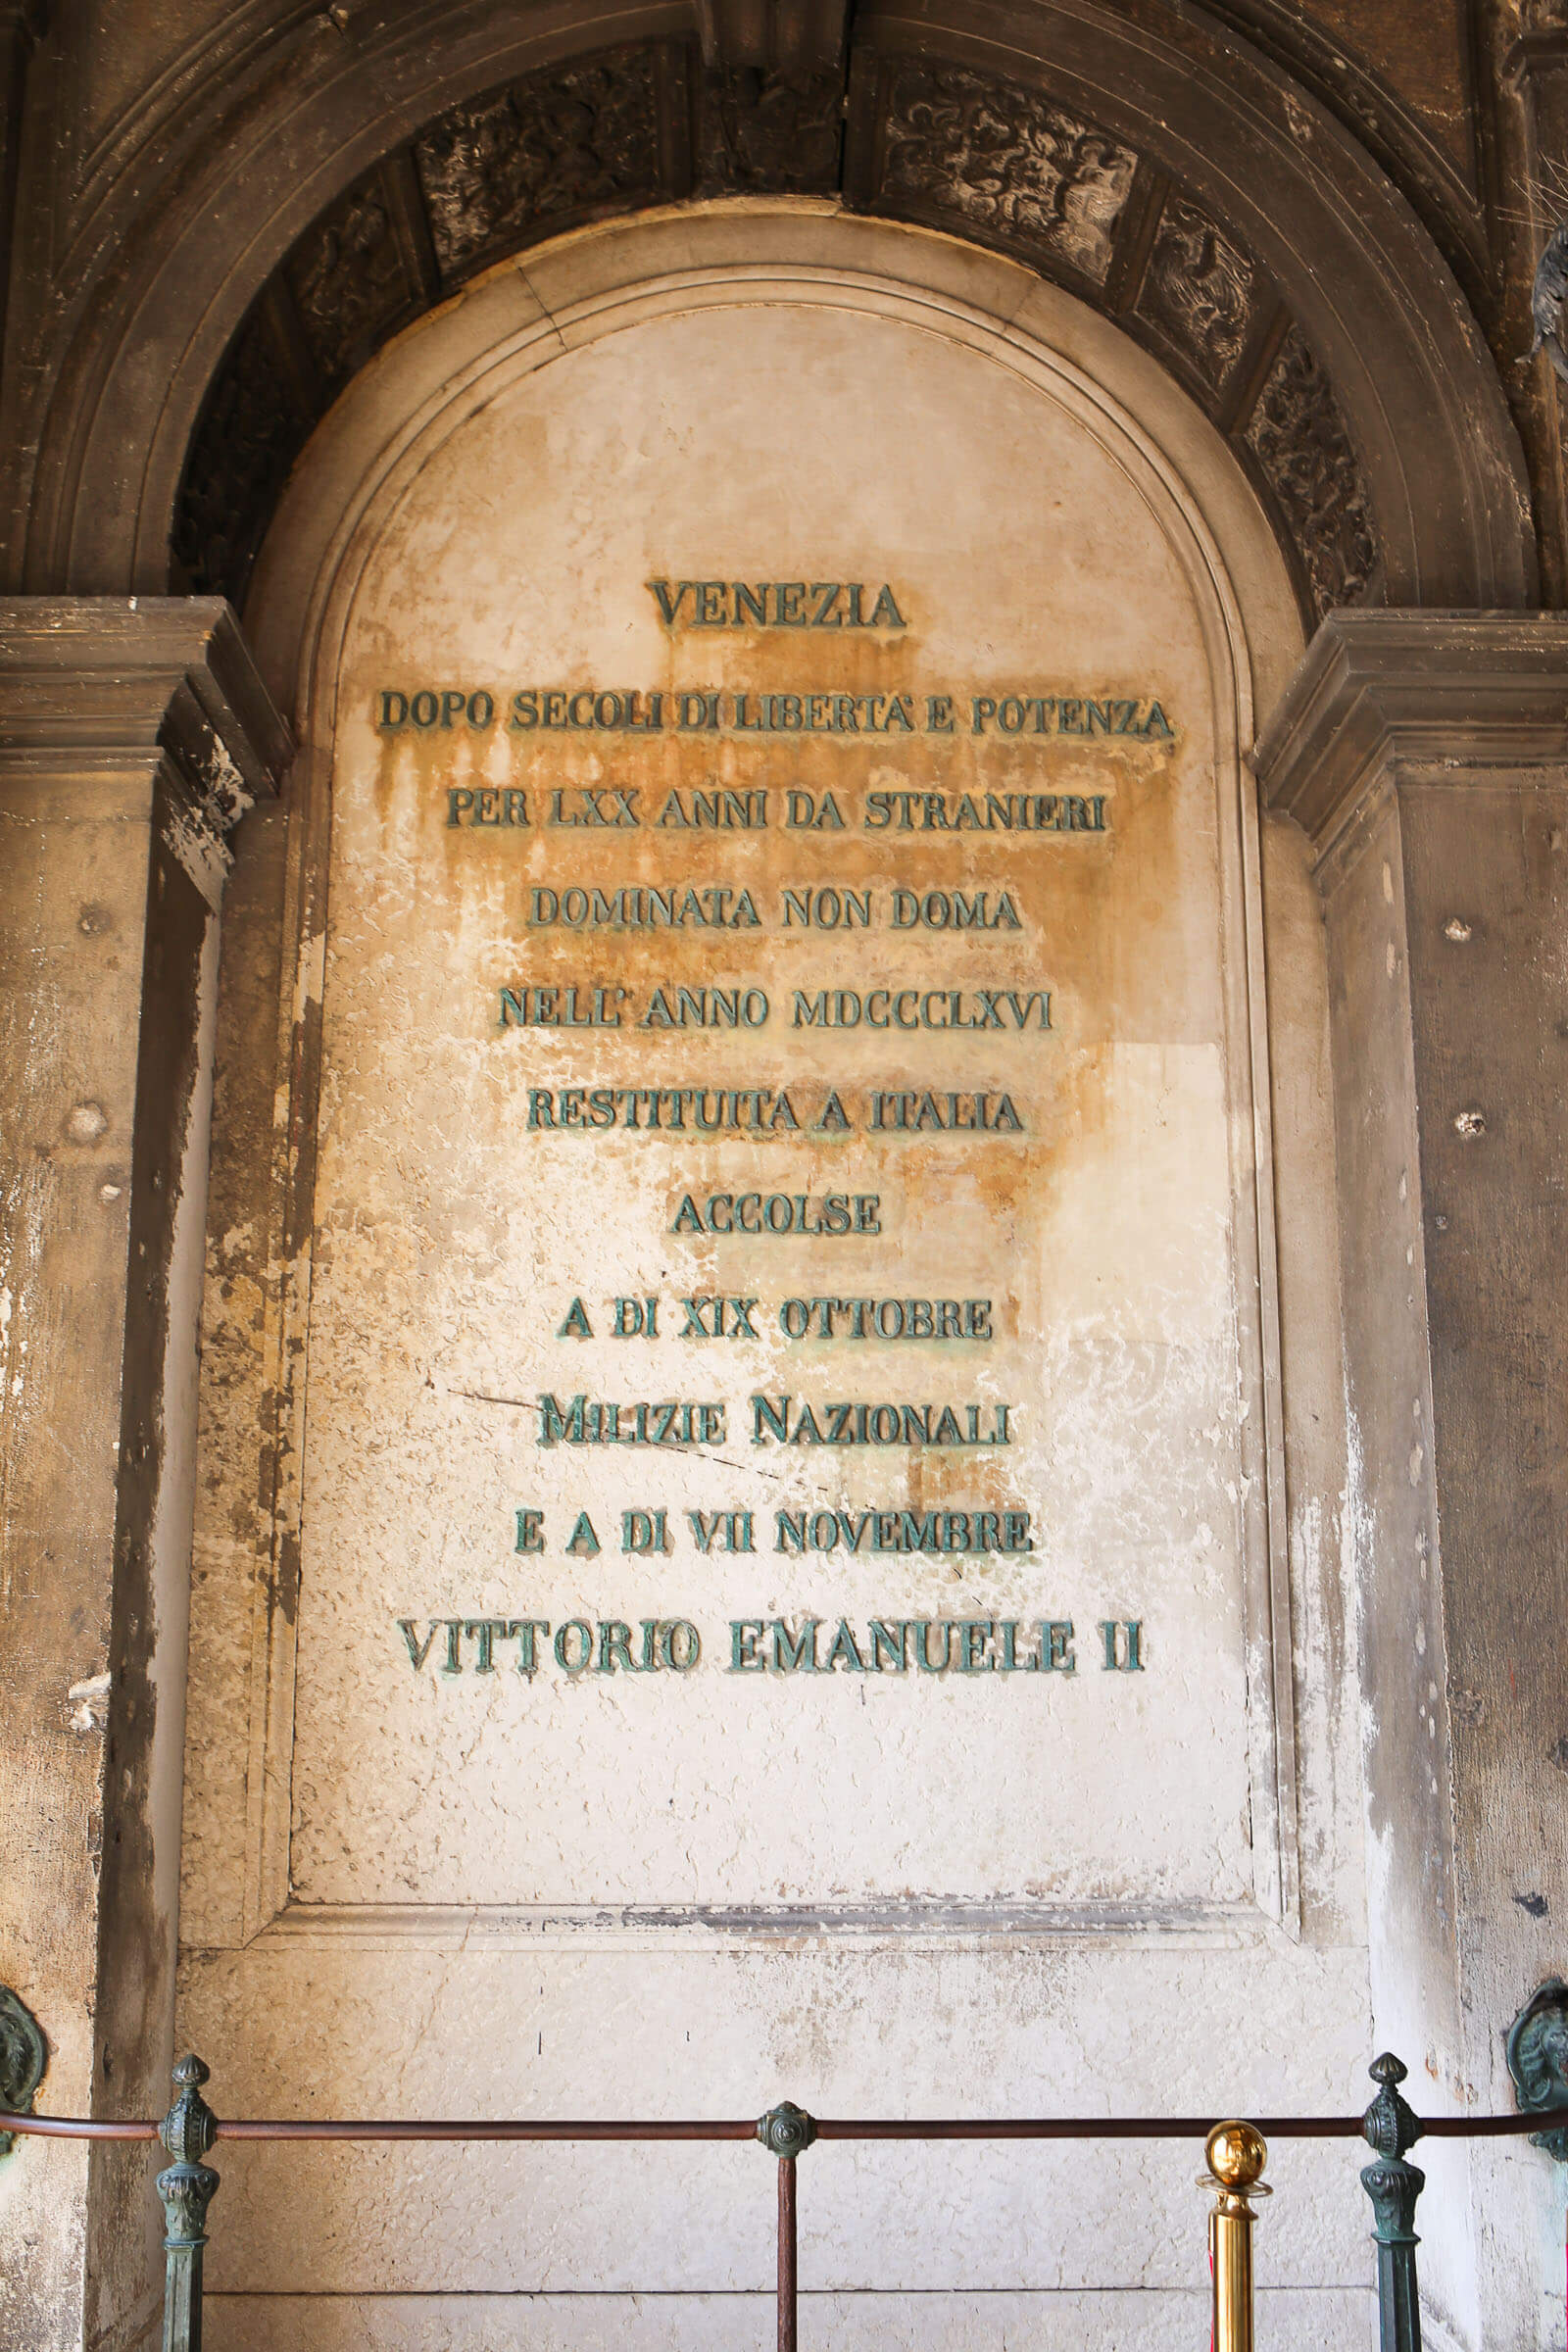 VENEZIA
DOPO SECOLI DI LIBERTA' E POTENZA
PER LXX ANNI DA STRANIERI
DOMINATA NON DOMA
NELL' ANNO MDCCCLXVI
RESTITUITA A ITALIA
ACCOLSE
A DI XIX OTTOBRE
MILIZIE NAZIONALI
E A DI VII NOVEMBRE
VITTORIO EMANUELE II